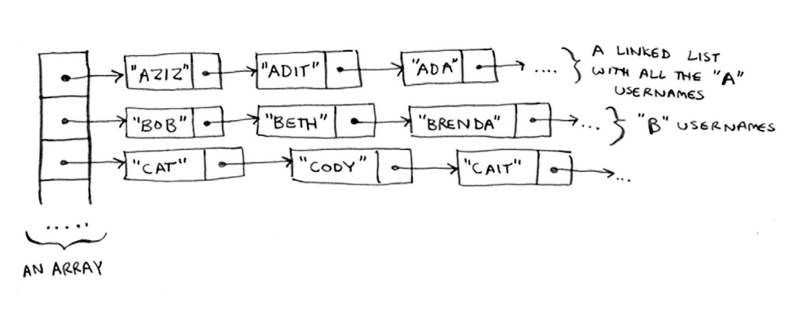 "AZIZ" "ADIT" "ADA" ....
A LINKED LIST
WITH ALL THE "A"
USERNAMES
"BOB" "BETH" "BRENDA" ... "B" USERNAMES
"CAT" "CODY" "CAIT" ...
.....
AN ARRAY